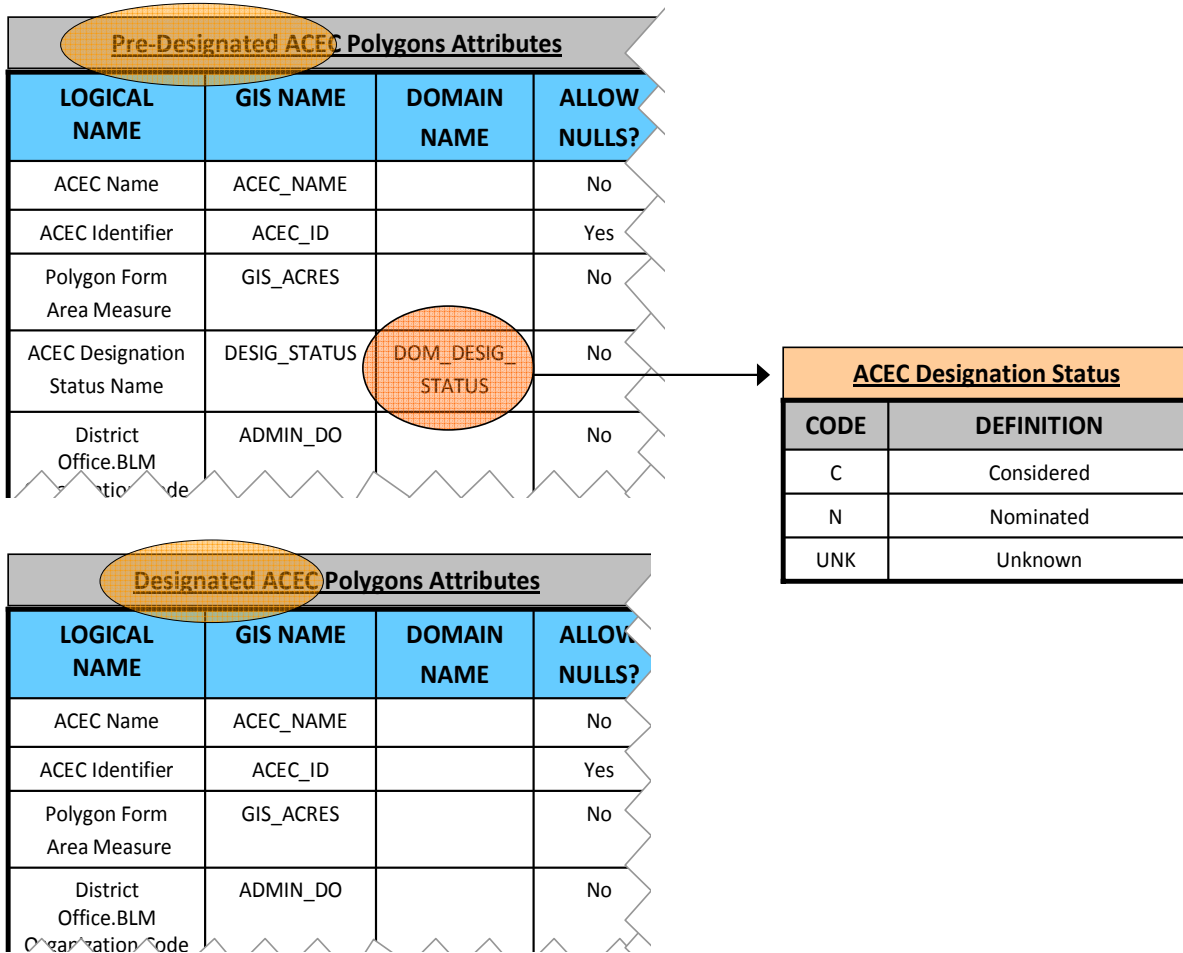 Pre-Designated ACEC Polygons Attributes
LOGICAL NAME GIS NAME DOMAIN NAME ALLOW NULLS?
ACEC Name ACEC_NAME No
ACEC Identifier ACEC_ID Yes
Polygon Form Area Measure GIS_ACRES No
ACEC Designation Status Name DESIG_STATUS DOM_DESIG_STATUS No
District Office.BLM ADMIN_DO No
ACEC Designation Status
CODE DEFINITION
C Considered
N Nominated
UNK Unknown
Designated ACEC Polygons Attributes
LOGICAL NAME GIS NAME DOMAIN NAME ALLOW NULLS?
ACEC Name ACEC_NAME No
ACEC Identifier ACEC_ID Yes
Polygon Form Area Measure GIS_ACRES No
District Office.BLM Organization Code ADMIN_DO No